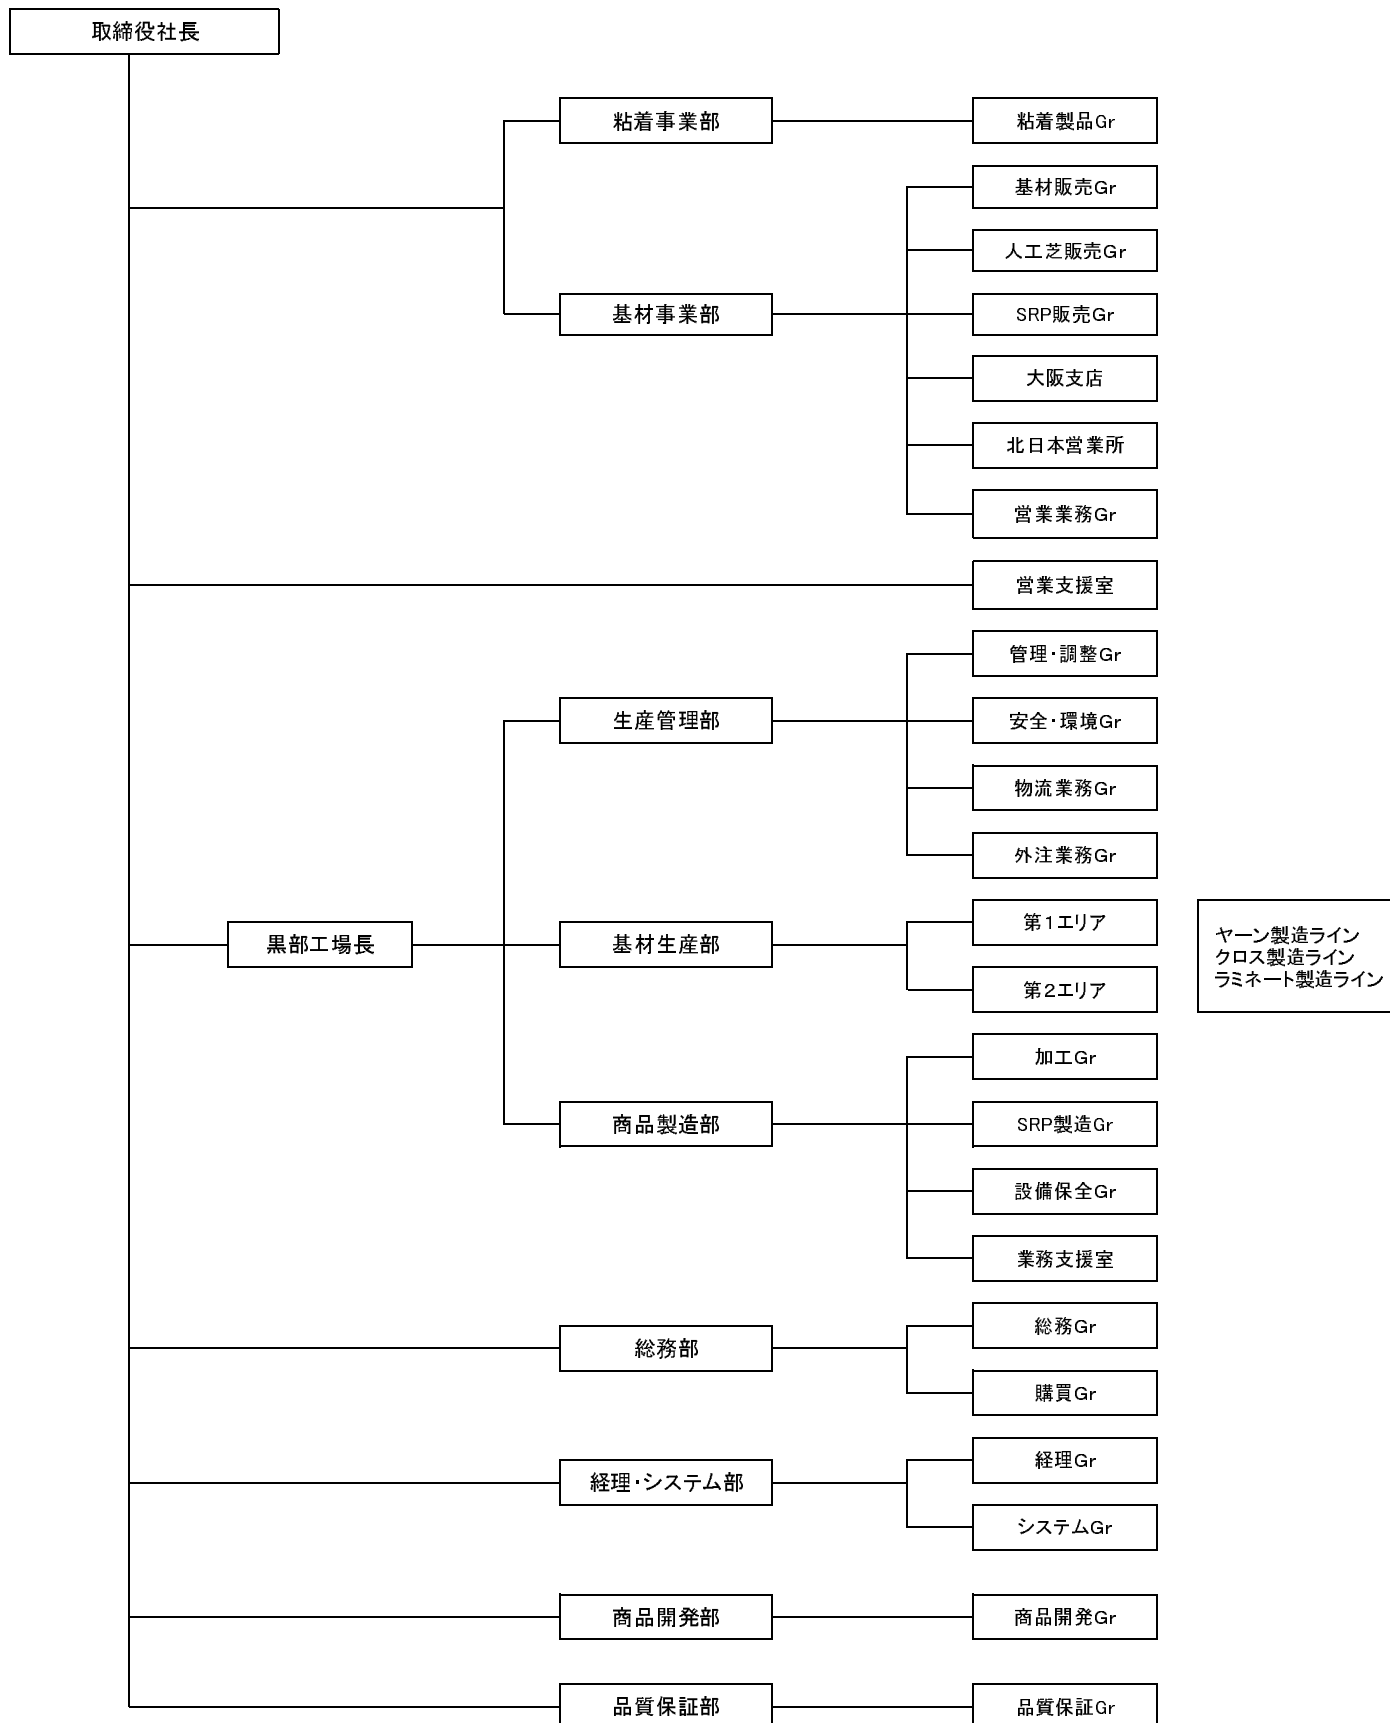 取締役社長
粘着事業部
粘着製品Gr
基材販売Gr
人工芝販売Gr
基材事業部
SRP販売Gr
大阪支店
北日本営業所
営業業務Gr
営業支援室
管理・調整Gr
生産管理部
安全・環境Gr
物流業務Gr
外注業務Gr
黒部工場長
基材生産部
第1エリア
第2エリア
ヤーン製造ライン
クロス製造ライン
ラミネート製造ライン
加工Gr
商品製造部
SRP製造Gr
設備保全Gr
業務支援室
総務部
総務Gr
購買Gr
経理・システム部
経理Gr
システムGr
商品開発部
商品開発Gr
品質保証部
品質保証Gr